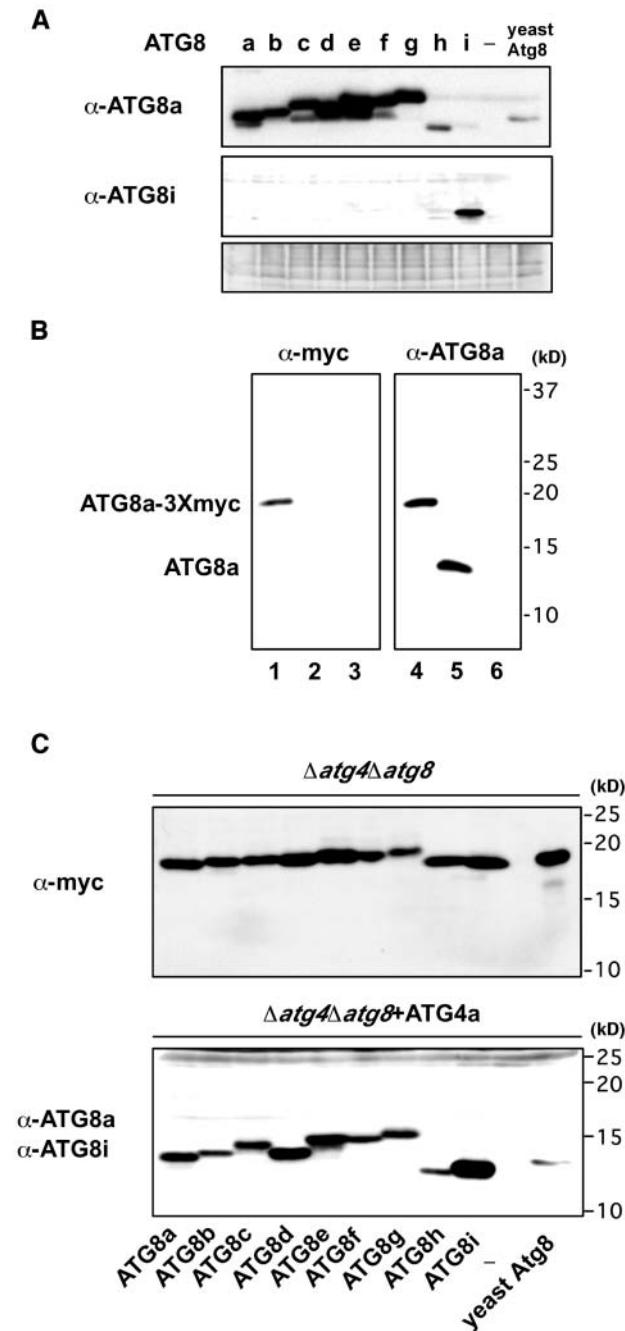 A
ATG8 a b c d e f g h i – yeast Atg8
α-ATG8a
α-ATG8i
B
α-myc α-ATG8a (kD)
-37
-25
ATG8a-3Xmyc -20
-15
ATG8a
-10
1 2 3 4 5 6
C
Δatg4Δatg8
(kD)
-25
-20
α-myc
-15
-10
Δatg4Δatg8+ATG4a
(kD)
-25
-20
α-ATG8a
-15
α-ATG8i
-10
ATG8a ATG8b ATG8c ATG8d ATG8e ATG8f ATG8g ATG8h ATG8i – yeast Atg8